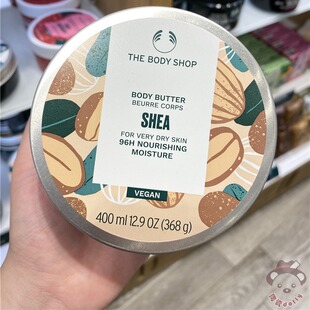 THE BODY SHOP
BODY BUTTER
BEURRE CORPS
SHEA
FOR VERY DRY SKIN
96H NOURISHING
MOISTURE
VEGAN
400 ml 12.9 OZ (368 g)